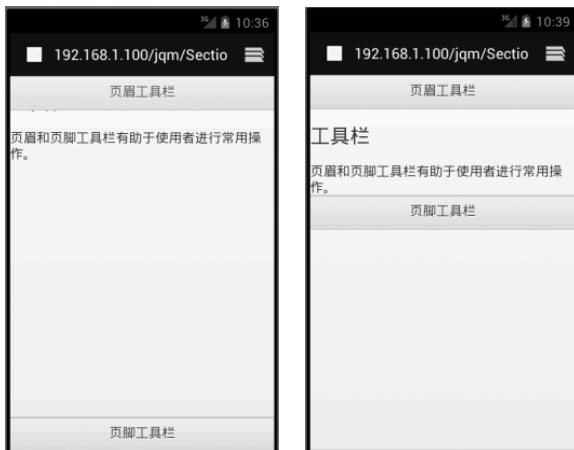 3G 10:36
192.168.1.100/jqm/Sectio
页眉工具栏
页眉和页脚工具栏有助于使用者进行常用操
作。
页脚工具栏
3G 10:39
192.168.1.100/jqm/Sectio
页眉工具栏
工具栏
页眉和页脚工具栏有助于使用者进行常用操
作。
页脚工具栏